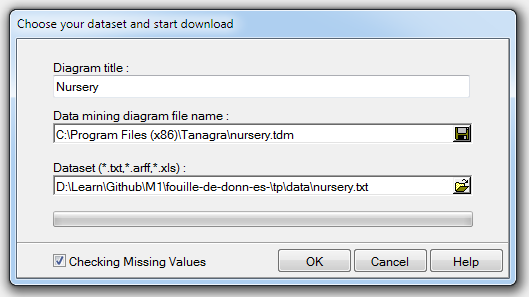 Choose your dataset and start download
Diagram title :
Nursery
Data mining diagram file name :
C:\Program Files (x86)\Tanagra\nursery.tdm
Dataset (*.txt,*.arff,*.xls) :
D:\Learn\Github\M1\fouille-de-donn-es-\tp\data\nursery.txt
Checking Missing Values
OK
Cancel
Help